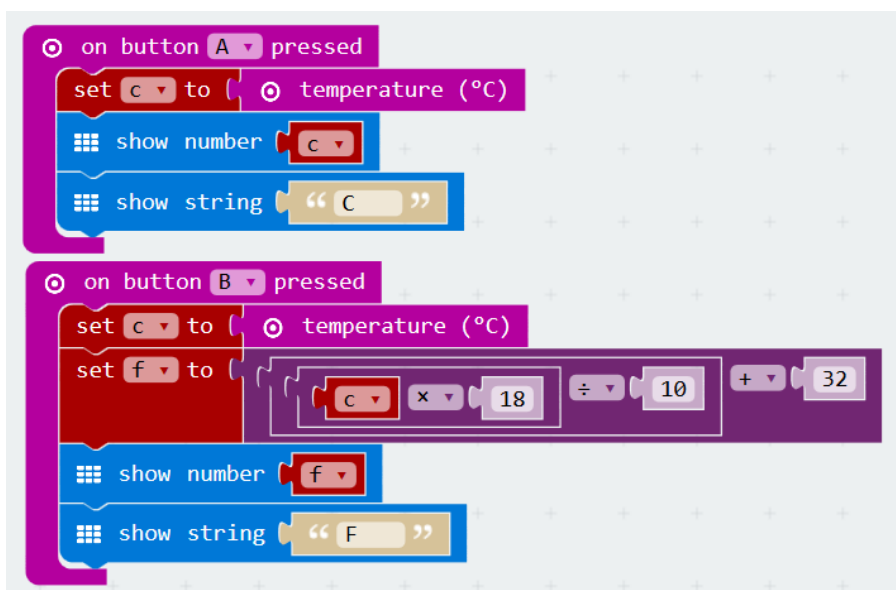 on button A pressed
set c to temperature (°C)
show number c
show string “ C ”
on button B pressed
set c to temperature (°C)
set f to c × 18 ÷ 10 + 32
show number f
show string “ F ”